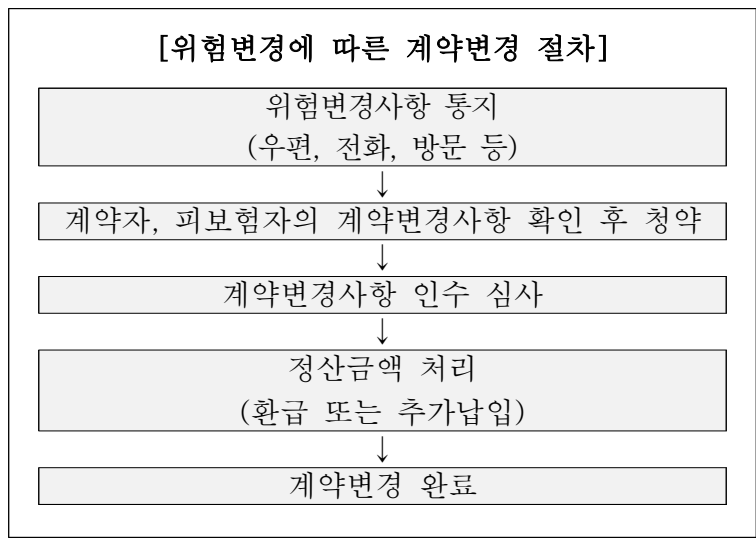 [위험변경에 따른 계약변경 절차]
위험변경사항 통지
(우편, 전화, 방문 등)
↓
계약자, 피보험자의 계약변경사항 확인 후 청약
↓
계약변경사항 인수 심사
↓
정산금액 처리
(환급 또는 추가납입)
↓
계약변경 완료